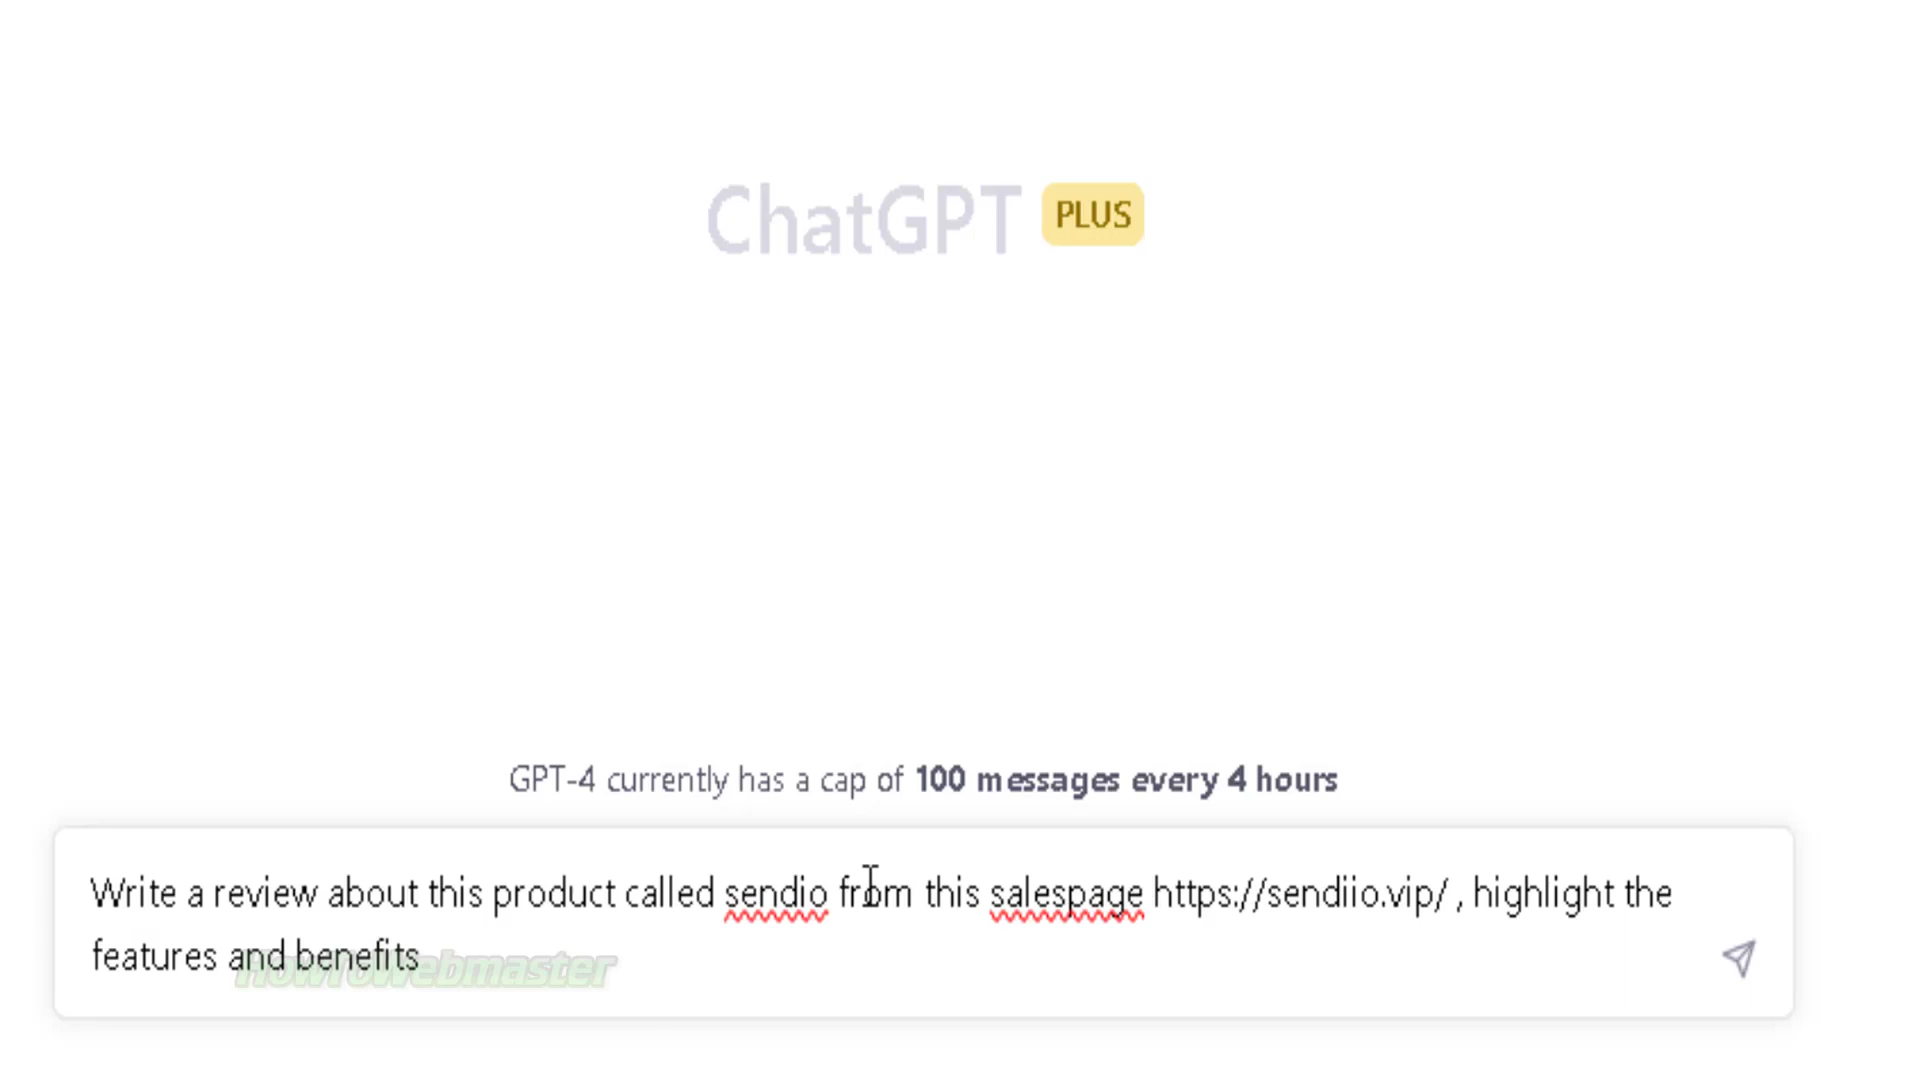 ChatGPT PLUS
GPT-4 currently has a cap of 100 messages every 4 hours
Write a review about this product called sendio from this salespage https://sendiio.vip/ , highlight the
features and benefits
HowToWebmaster